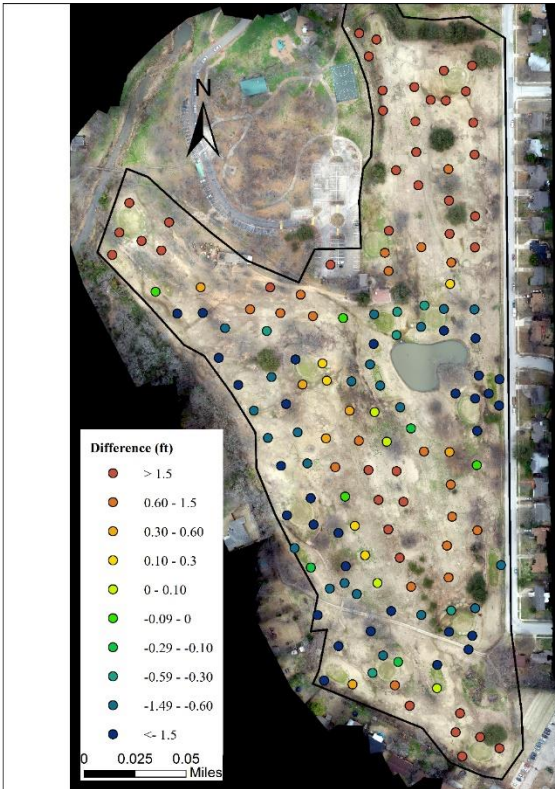 N
Difference (ft)
> 1.5
0.60 - 1.5
0.30 - 0.60
0.10 - 0.3
0 - 0.10
-0.09 - 0
-0.29 - -0.10
-0.59 - -0.30
-1.49 - -0.60
<- 1.5
0 0.025 0.05
Miles